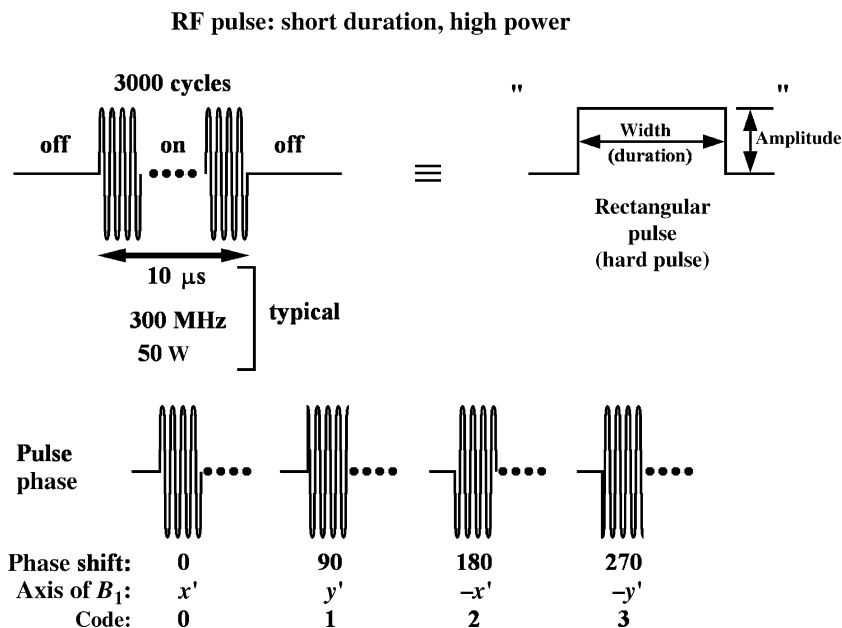 RF pulse: short duration, high power
3000 cycles
off
on
off
10 μs
300 MHz
50 W
typical
≡
" "
Width
(duration)
Amplitude
Rectangular
pulse
(hard pulse)
Pulse
phase
Phase shift: 0 90 180 270
Axis of B1: x' y' –x' –y'
Code: 0 1 2 3